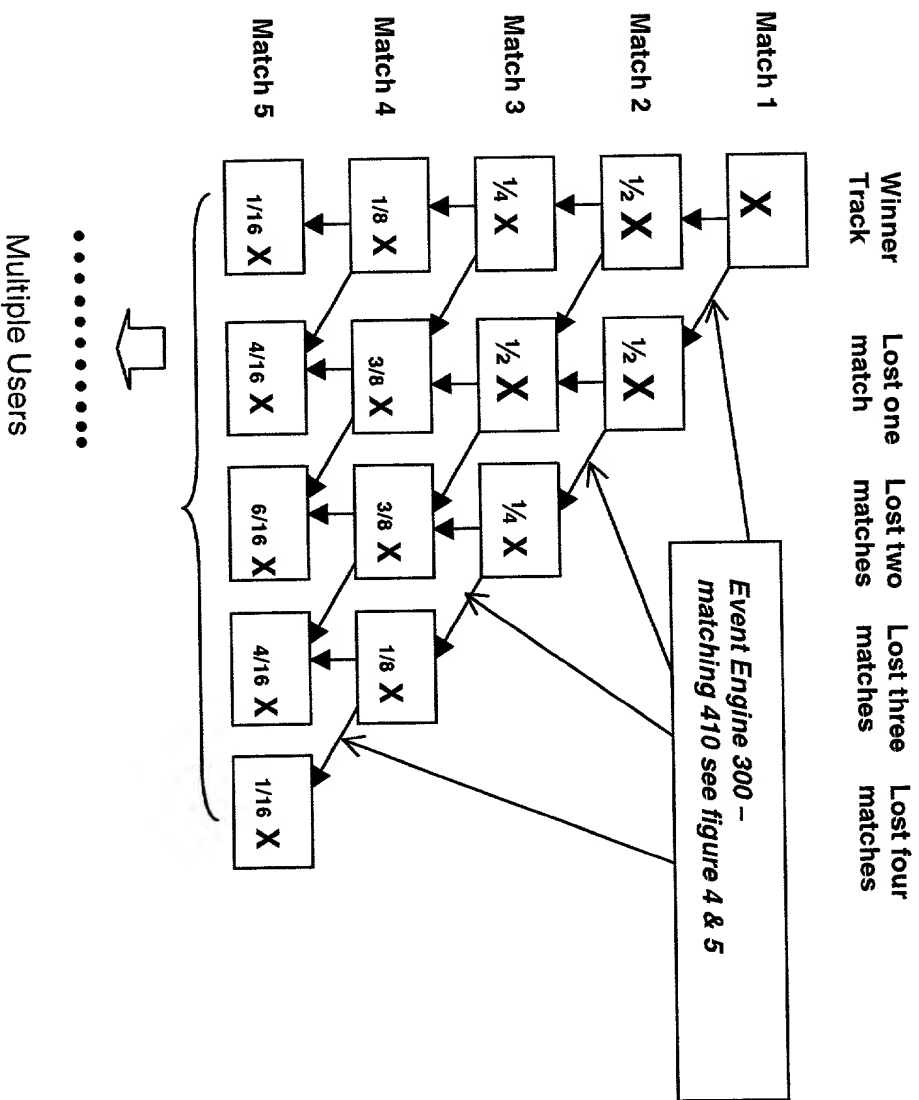 Winner
Track
Lost one
match
Lost two
matches
Lost three
matches
Lost four
matches
Match 1
X
Event Engine 300 –
matching 410 see figure 4 & 5
Match 2
½ X
½ X
Match 3
¼ X
½ X
¼ X
Match 4
1/8 X
3/8 X
3/8 X
1/8 X
Match 5
1/16 X
4/16 X
6/16 X
4/16 X
1/16 X
Multiple Users